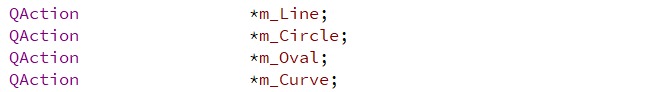 QAction                 *m_Line;
QAction                 *m_Circle;
QAction                 *m_Oval;
QAction                 *m_Curve;